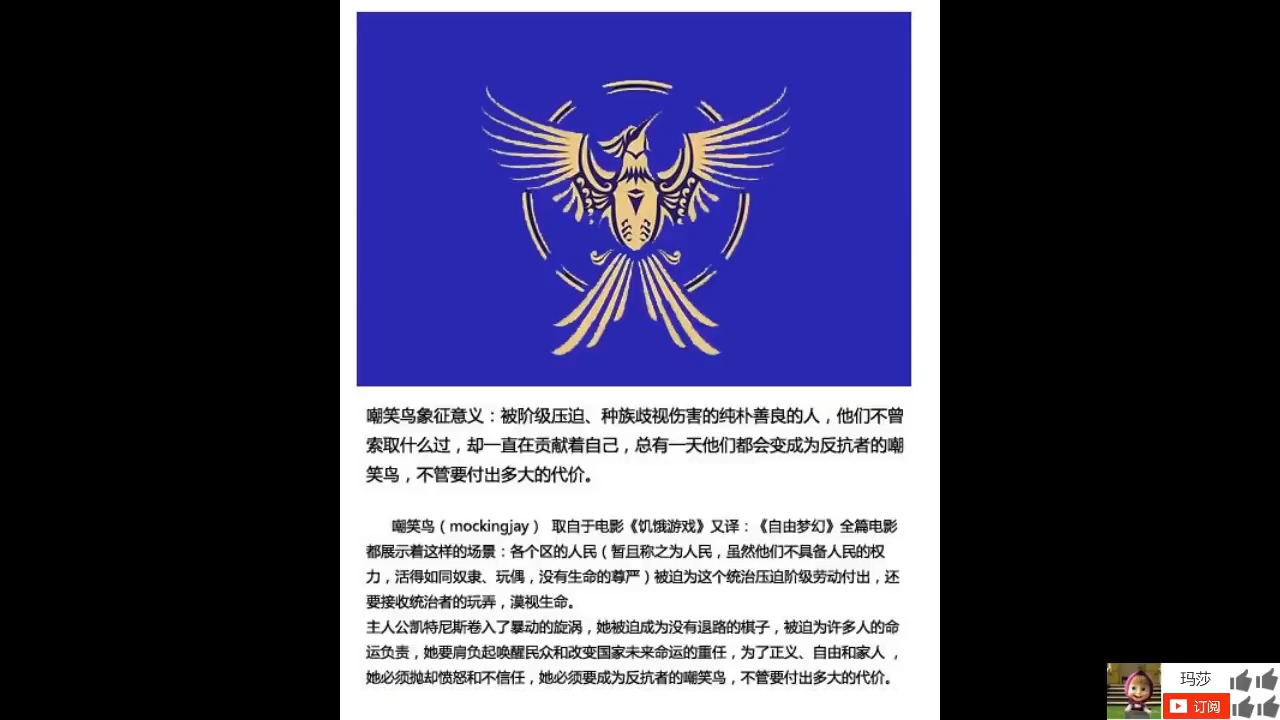 嘲笑鸟象征意义：被阶级压迫、种族歧视伤害的纯朴善良的人，他们不曾
索取什么过，却一直在贡献着自己，总有一天他们都会变成为反抗者的嘲
笑鸟，不管要付出多大的代价。
嘲笑鸟（mockingjay） 取自于电影《饥饿游戏》又译：《自由梦幻》全篇电影
都展示着这样的场景：各个区的人民（暂且称之为人民，虽然他们不具备人民的权
力，活得如同奴隶、玩偶，没有生命的尊严）被迫为这个统治压迫阶级劳动付出，还
要接收统治者的玩弄，漠视生命。
主人公凯特尼斯卷入了暴动的旋涡，她被迫成为没有退路的棋子，被迫为许多人的命
运负责，她要肩负起唤醒民众和改变国家未来命运的重任，为了正义、自由和家人 ，
她必须抛却愤怒和不信任，她必须要成为反抗者的嘲笑鸟，不管要付出多大的代价。
玛莎
订阅